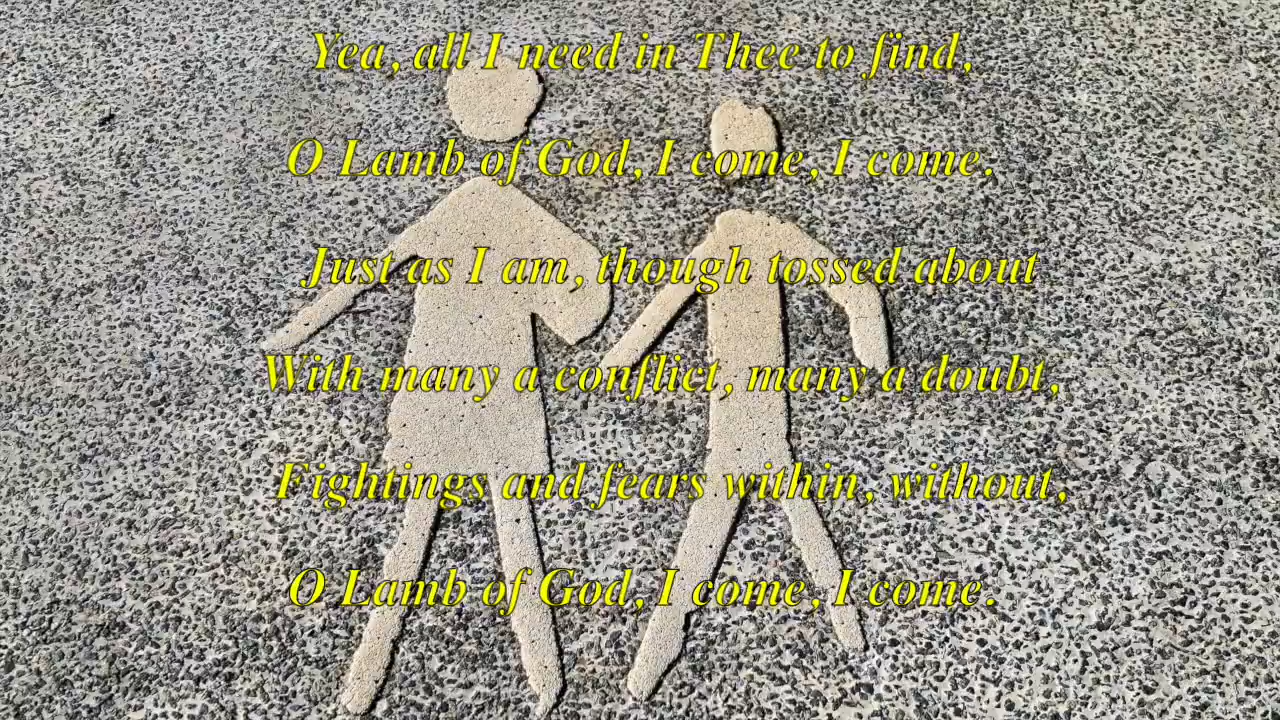 Yea, all I need in Thee to find,
O Lamb of God, I come, I come.
Just as I am, though tossed about
With many a conflict, many a doubt,
Fightings and fears within, without,
O Lamb of God, I come, I come.